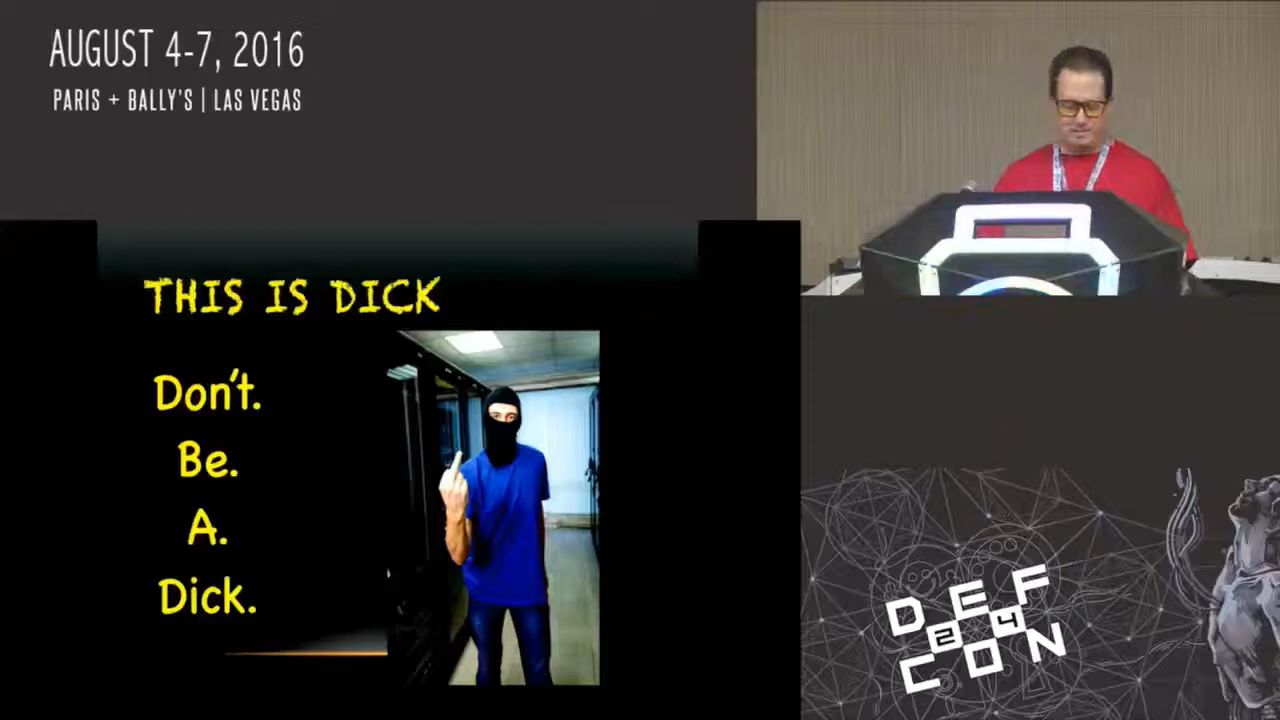 AUGUST 4-7, 2016
PARIS + BALLY'S | LAS VEGAS
THIS IS DICK
Don't.
Be.
A.
Dick.
DEF
24
CON